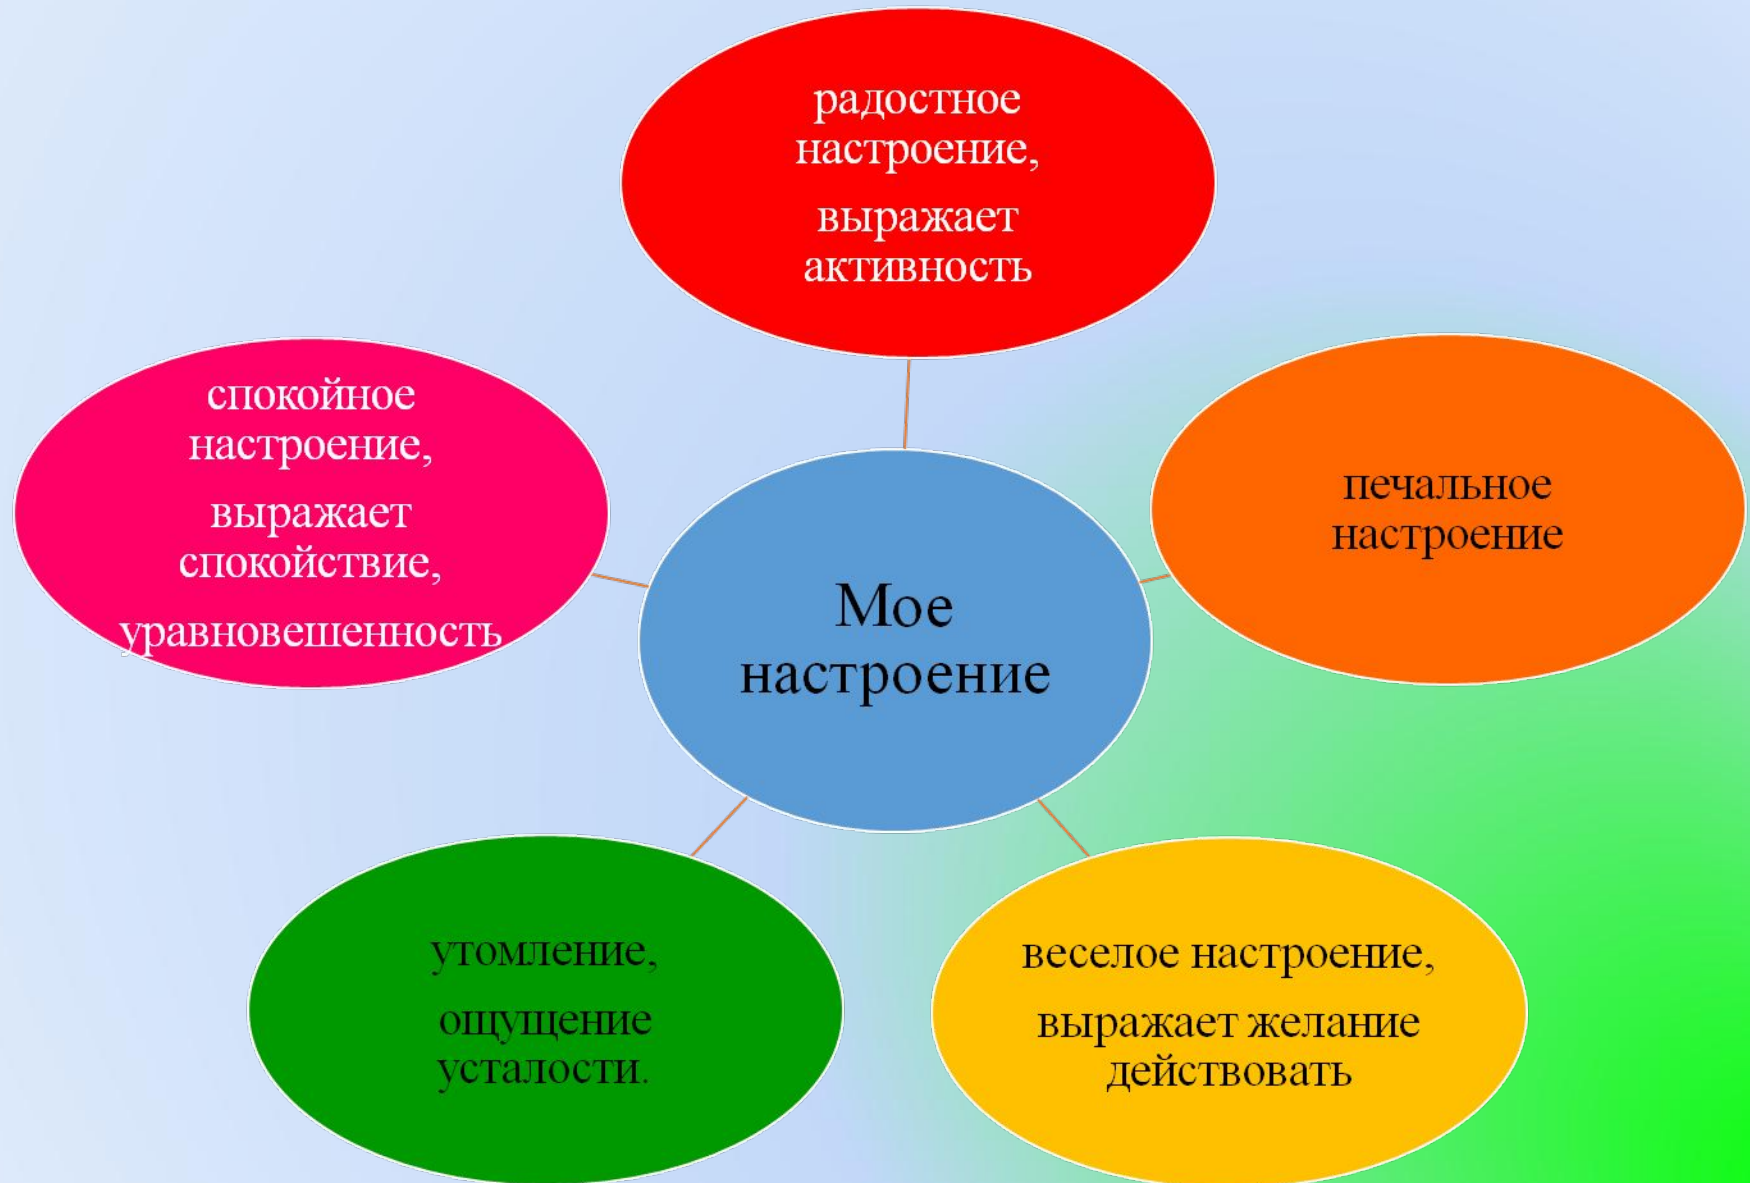 радостное
настроение,
выражает
активность
спокойное
настроение,
выражает
спокойствие,
уравновешенность
печальное
настроение
Мое
настроение
утомление,
ощущение
усталости.
веселое настроение,
выражает желание
действовать